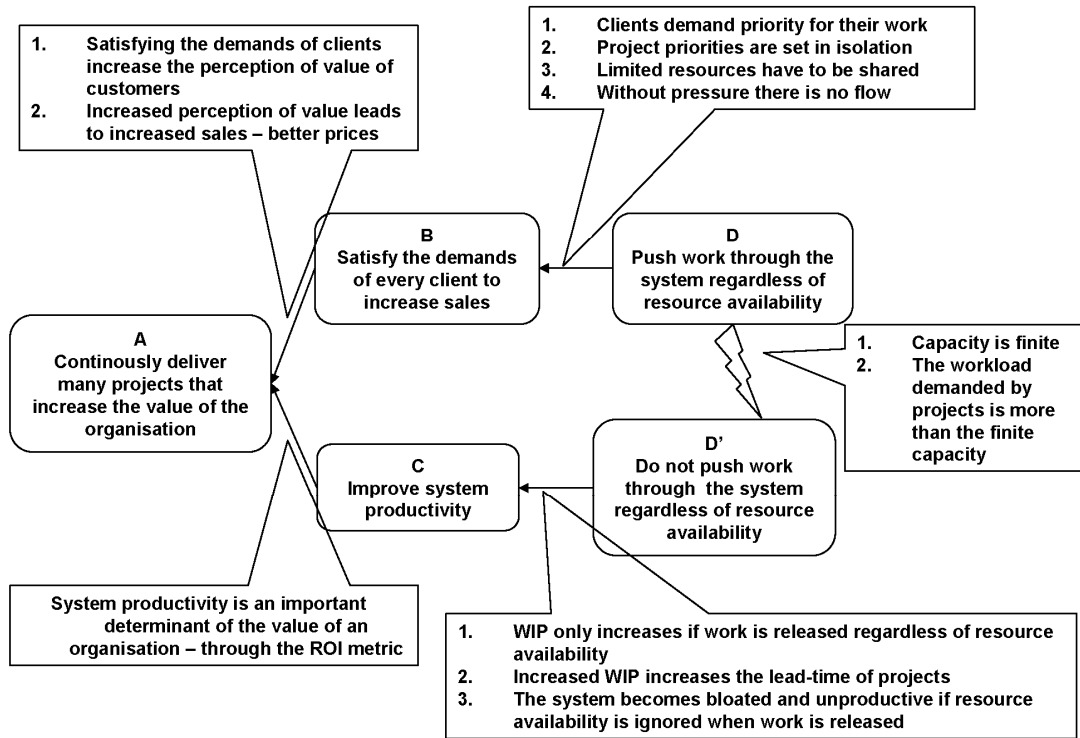 1. Satisfying the demands of clients
increase the perception of value of
customers
2. Increased perception of value leads
to increased sales – better prices
1. Clients demand priority for their work
2. Project priorities are set in isolation
3. Limited resources have to be shared
4. Without pressure there is no flow
B
Satisfy the demands
of every client to
increase sales
D
Push work through the
system regardless of
resource availability
A
Continously deliver
many projects that
increase the value of the
organisation
1. Capacity is finite
2. The workload
demanded by
projects is more
than the finite
capacity
C
Improve system
productivity
D’
Do not push work
through the system
regardless of resource
availability
System productivity is an important
determinant of the value of an
organisation – through the ROI metric
1. WIP only increases if work is released regardless of resource
availability
2. Increased WIP increases the lead-time of projects
3. The system becomes bloated and unproductive if resource
availability is ignored when work is released